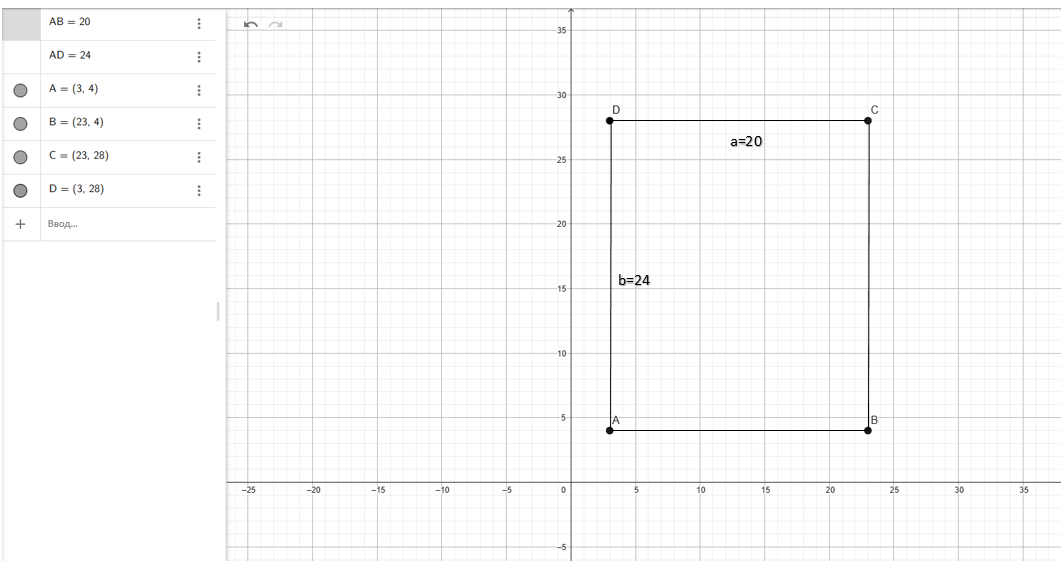 AB = 20
AD = 24
A = (3, 4)
B = (23, 4)
C = (23, 28)
D = (3, 28)
+ Ввод...
35
30
D C
a=20
25
20
b=24
15
10
5
A B
−25 −20 −15 −10 −5 0 5 10 15 20 25 30 35
−5